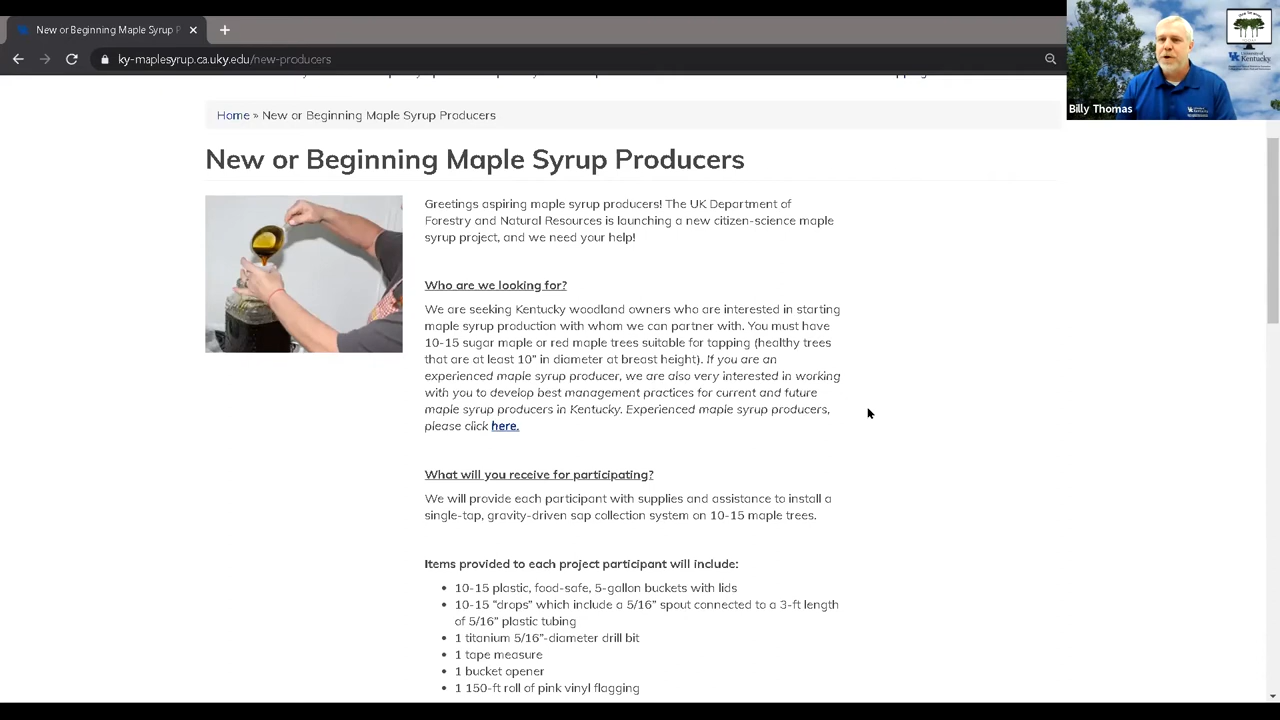 New or Beginning Maple Syrup P
ky-maplesyrup.ca.uky.edu/new-producers
Billy Thomas
Home » New or Beginning Maple Syrup Producers
New or Beginning Maple Syrup Producers
Greetings aspiring maple syrup producers! The UK Department of
Forestry and Natural Resources is launching a new citizen-science maple
syrup project, and we need your help!
Who are we looking for?
We are seeking Kentucky woodland owners who are interested in starting
maple syrup production with whom we can partner with. You must have
10-15 sugar maple or red maple trees suitable for tapping (healthy trees
that are at least 10” in diameter at breast height). If you are an
experienced maple syrup producer, we are also very interested in working
with you to develop best management practices for current and future
maple syrup producers in Kentucky. Experienced maple syrup producers,
please click here.
What will you receive for participating?
We will provide each participant with supplies and assistance to install a
single-tap, gravity-driven sap collection system on 10-15 maple trees.
Items provided to each project participant will include:
• 10-15 plastic, food-safe, 5-gallon buckets with lids
• 10-15 “drops” which include a 5/16” spout connected to a 3-ft length
of 5/16” plastic tubing
• 1 titanium 5/16”-diameter drill bit
• 1 tape measure
• 1 bucket opener
• 1 150-ft roll of pink vinyl flagging
Kentucky